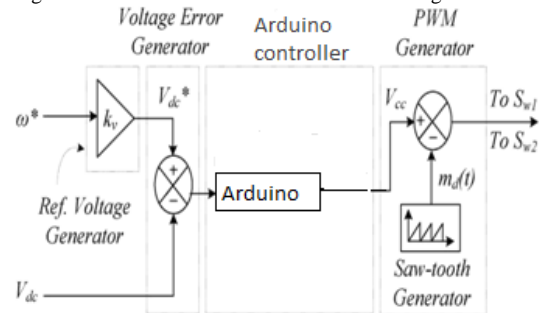 Voltage Error
Generator
Arduino
controller
PWM
Generator
ω*
kv
Vdc*
Vcc
To Sw1
To Sw2
+
−
+
−
Arduino
md(t)
Ref. Voltage
Generator
Vdc
Saw-tooth
Generator